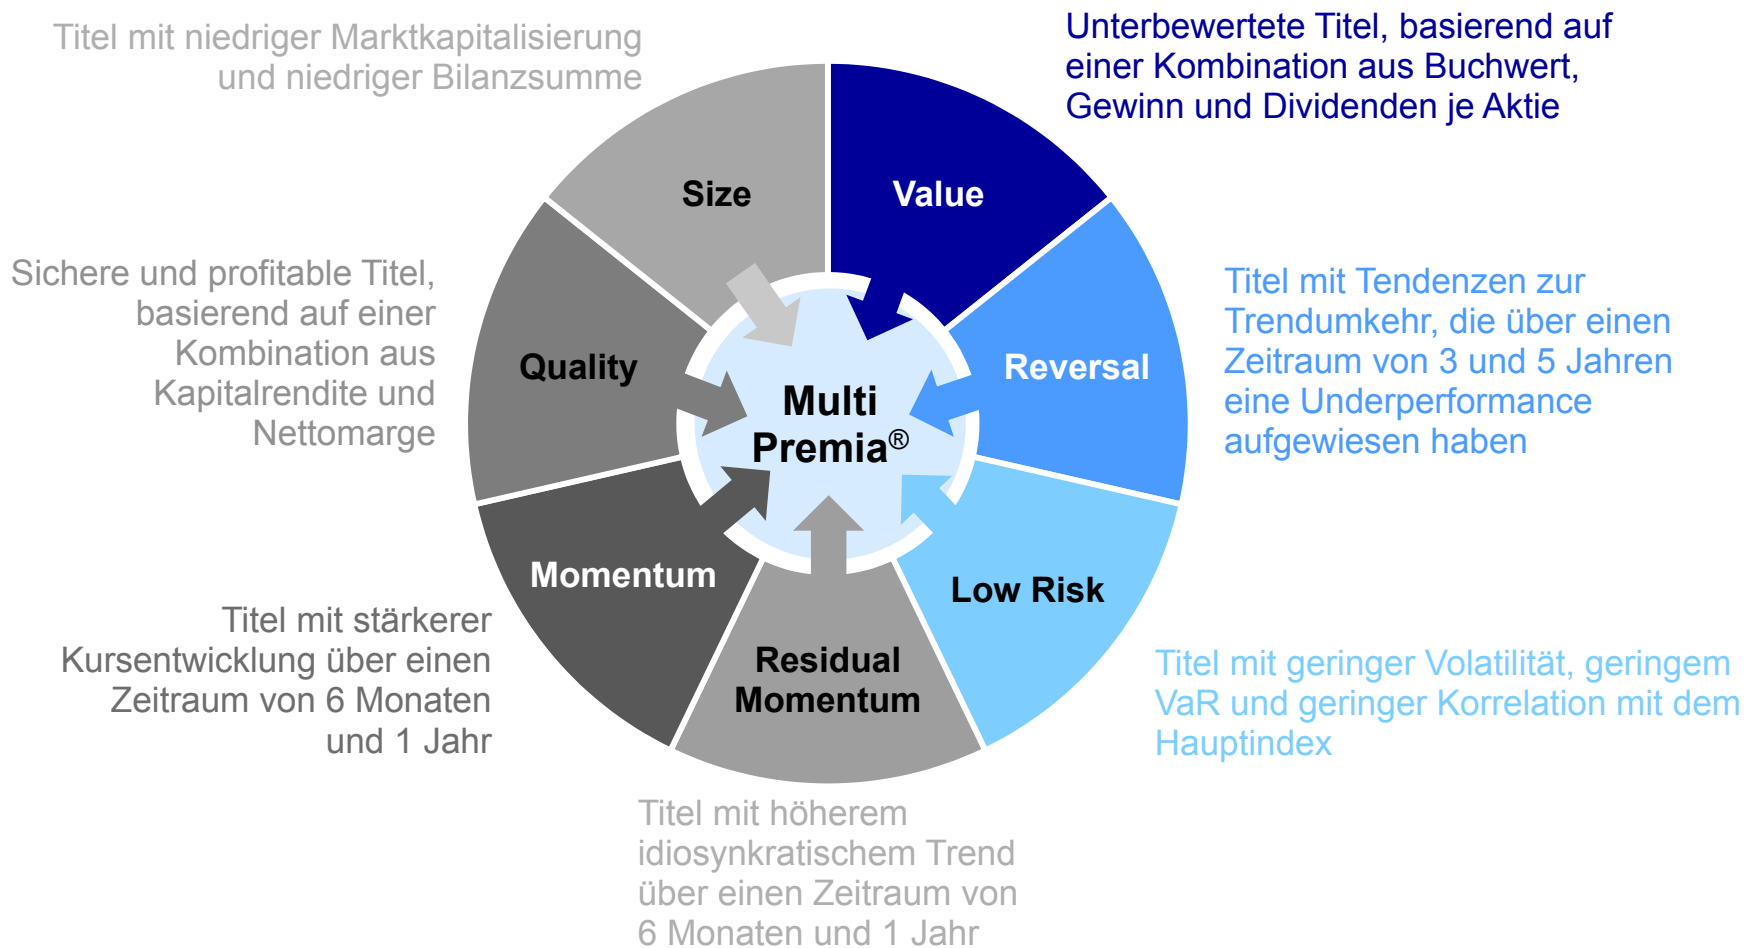 Titel mit niedriger Marktkapitalisierung
und niedriger Bilanzsumme
Unterbewertete Titel, basierend auf
einer Kombination aus Buchwert,
Gewinn und Dividenden je Aktie
Size
Value
Sichere und profitable Titel,
basierend auf einer
Kombination aus
Kapitalrendite und
Nettomarge
Quality
Multi
Premia®
Reversal
Titel mit Tendenzen zur
Trendumkehr, die über einen
Zeitraum von 3 und 5 Jahren
eine Underperformance
aufgewiesen haben
Momentum
Low Risk
Residual
Momentum
Titel mit stärkerer
Kursentwicklung über einen
Zeitraum von 6 Monaten
und 1 Jahr
Titel mit geringer Volatilität, geringem
VaR und geringer Korrelation mit dem
Hauptindex
Titel mit höherem
idiosynkratischem Trend
über einen Zeitraum von
6 Monaten und 1 Jahr